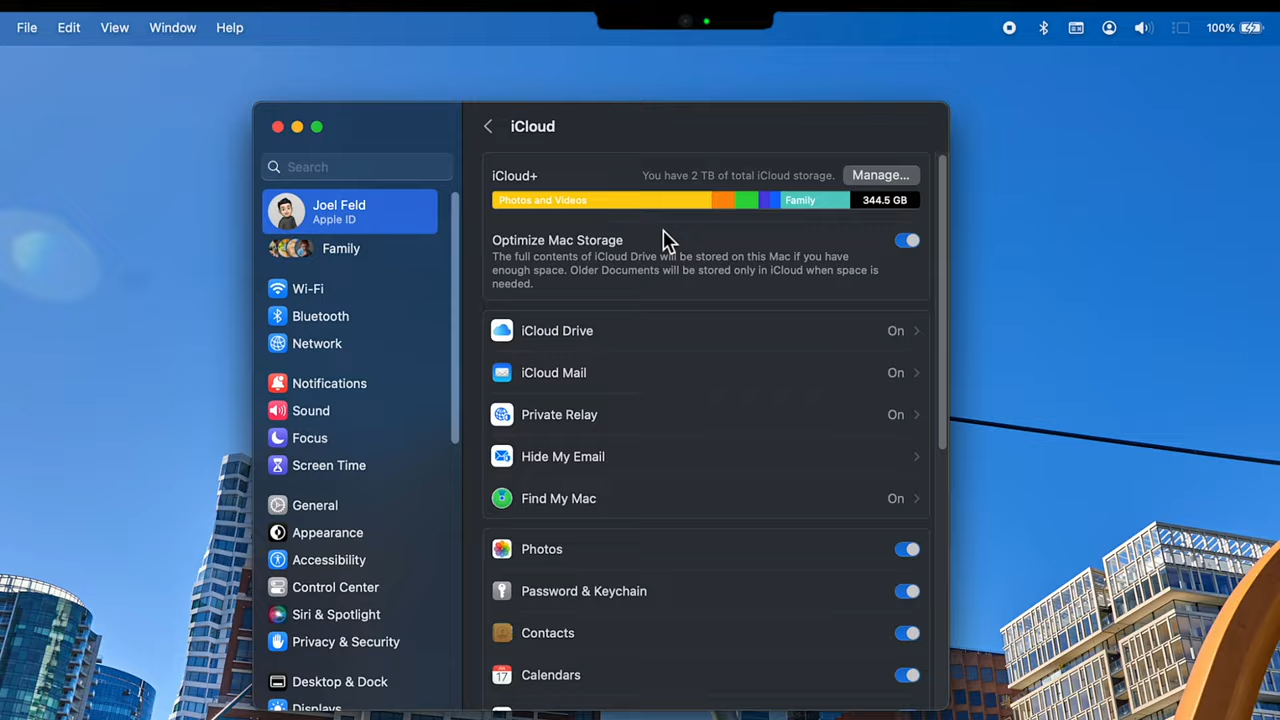 File Edit View Window Help
100%
iCloud
Search
iCloud+ You have 2 TB of total iCloud storage. Manage...
Photos and Videos Family 344.5 GB
Joel Feld
Apple ID
Family
Optimize Mac Storage
The full contents of iCloud Drive will be stored on this Mac if you have
enough space. Older Documents will be stored only in iCloud when space is
needed.
Wi-Fi
Bluetooth
Network
Notifications
Sound
Focus
Screen Time
General
Appearance
Accessibility
Control Center
Siri & Spotlight
Privacy & Security
Desktop & Dock
Displays
iCloud Drive On
iCloud Mail On
Private Relay On
Hide My Email
Find My Mac On
Photos
Password & Keychain
Contacts
17
Calendars